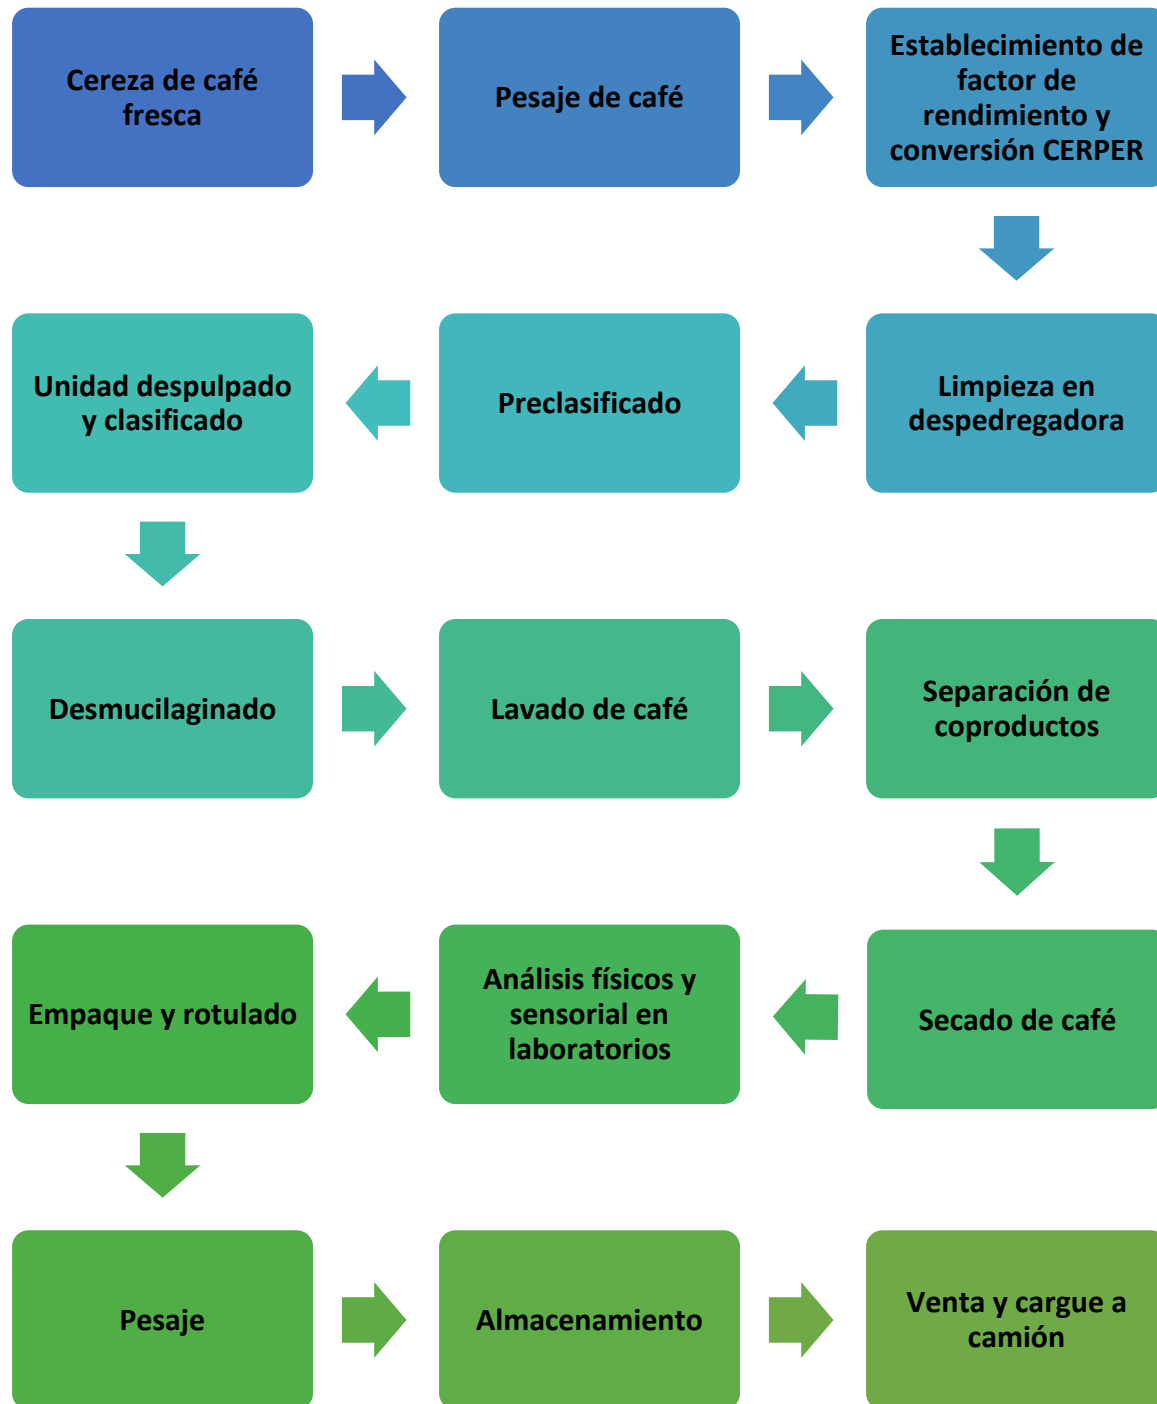 Cereza de café
fresca
Pesaje de café
Establecimiento de
factor de
rendimiento y
conversión CERPER
Limpieza en
despedregadora
Preclasificado
Unidad despulpado
y clasificado
Desmucilaginado
Lavado de café
Separación de
coproductos
Secado de café
Análisis físicos y
sensorial en
laboratorios
Empaque y rotulado
Pesaje
Almacenamiento
Venta y cargue a
camión